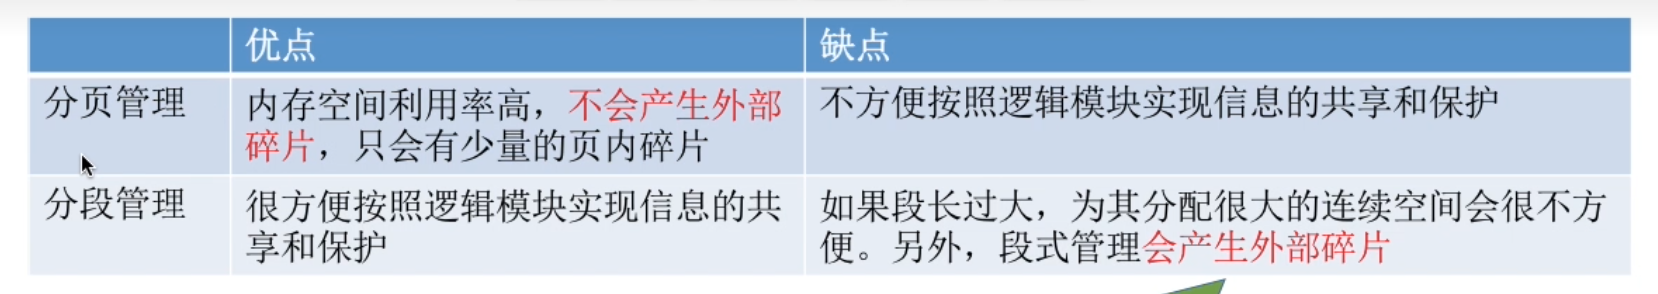 优点
缺点
分页管理
内存空间利用率高，不会产生外部
碎片，只会有少量的页内碎片
不方便按照逻辑模块实现信息的共享和保护
分段管理
很方便按照逻辑模块实现信息的共
享和保护
如果段长过大，为其分配很大的连续空间会很不方
便。另外，段式管理会产生外部碎片